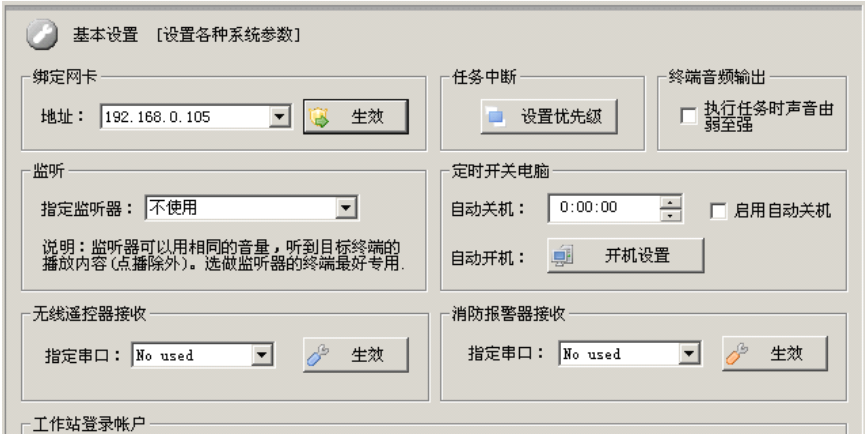 基本设置 [设置各种系统参数]
绑定网卡
地址： 192.168.0.105 生效
任务中断
设置优先级
终端音频输出
执行任务时声音由
弱至强
监听
指定监听器： 不使用
说明：监听器可以用相同的音量，听到目标终端的
播放内容(点播除外)。选做监听器的终端最好专用.
定时开关电脑
自动关机： 0:00:00 启用自动关机
自动开机： 开机设置
无线遥控器接收
指定串口： No used 生效
消防报警器接收
指定串口： No used 生效
工作站登录帐户